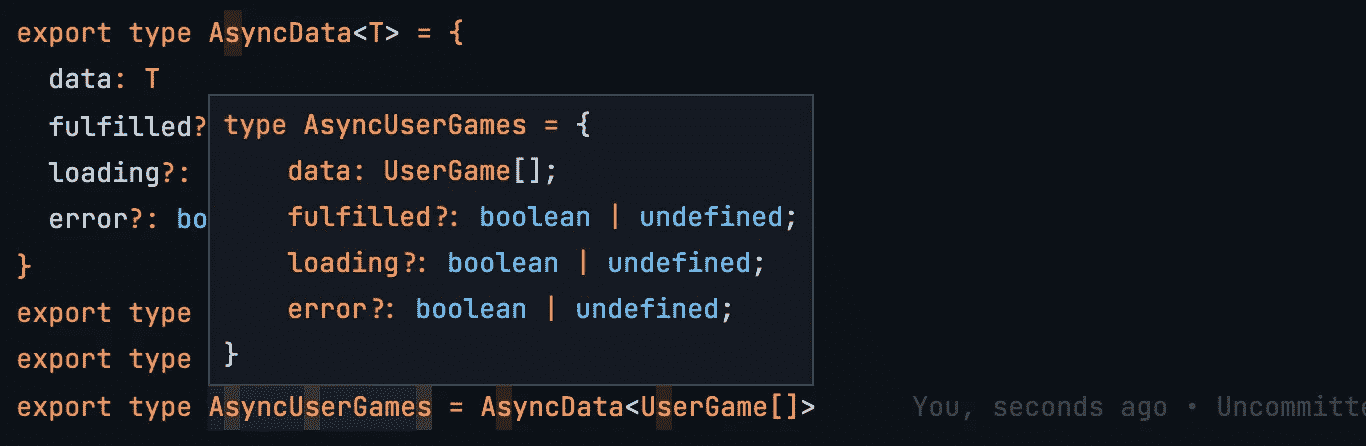 export type AsyncData<T> = {
data: T
fulfilled?
type AsyncUserGames = {
data: UserGame[];
loading?:
fulfilled?: boolean | undefined;
error?: bo
loading?: boolean | undefined;
}
error?: boolean | undefined;
export type
}
export type
export type AsyncUserGames = AsyncData<UserGame[]> You, seconds ago • Uncommitte